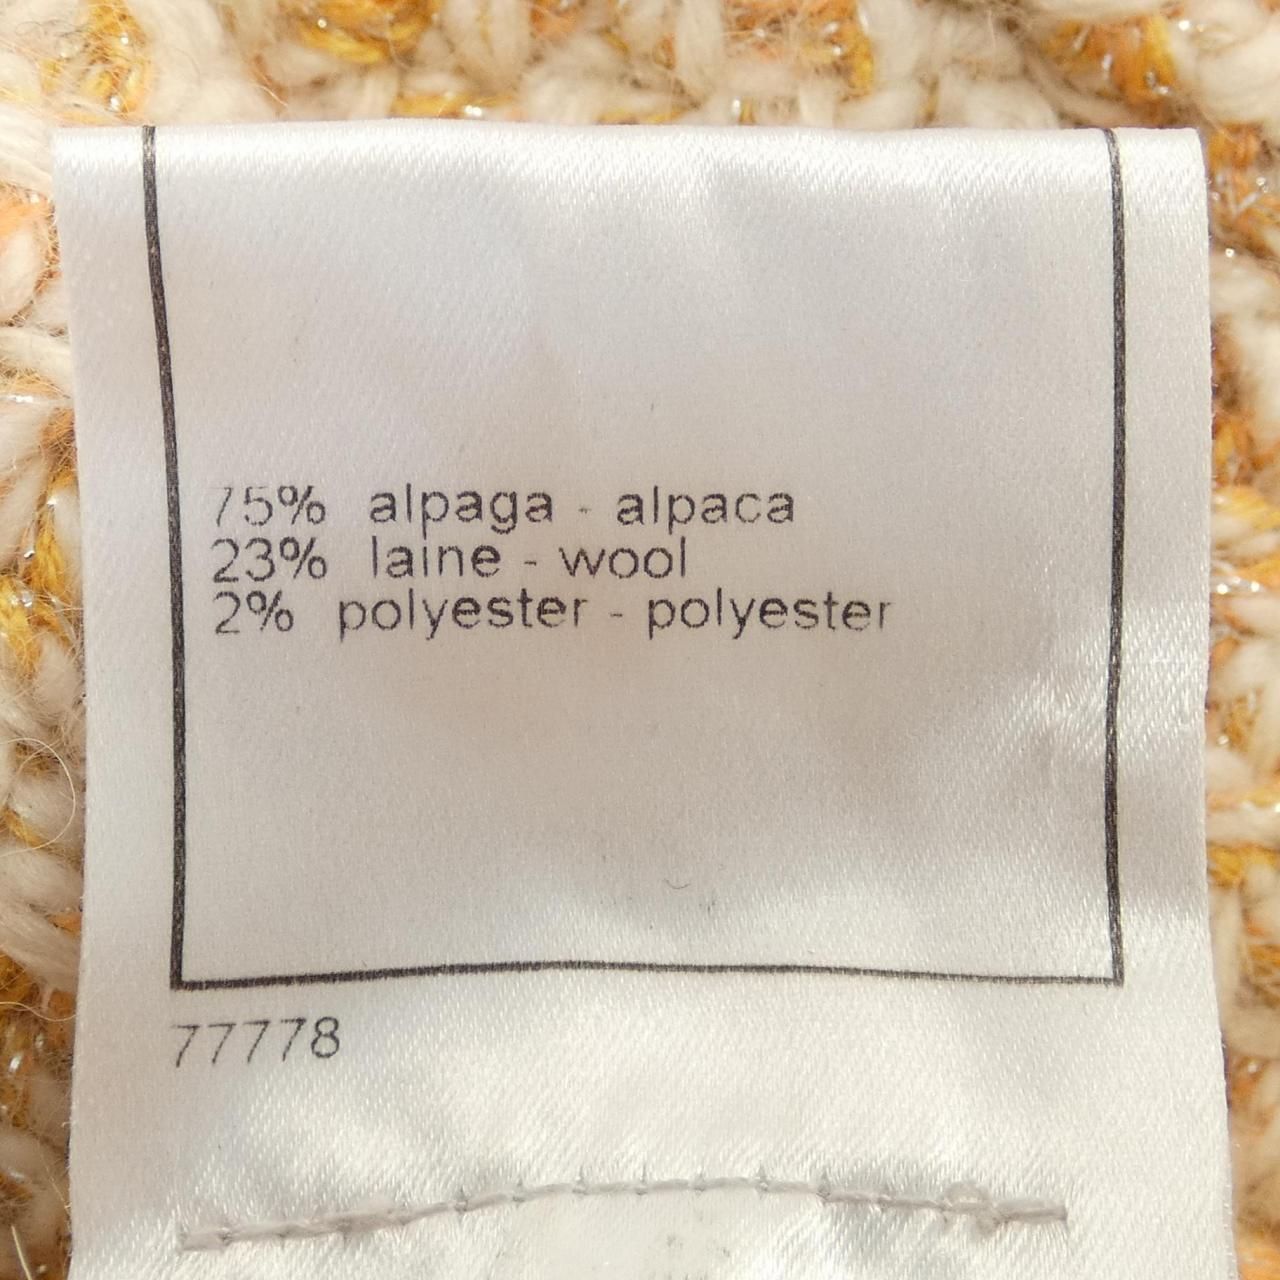 75% alpaga - alpaca
23% laine - wool
2% polyester - polyester
77778